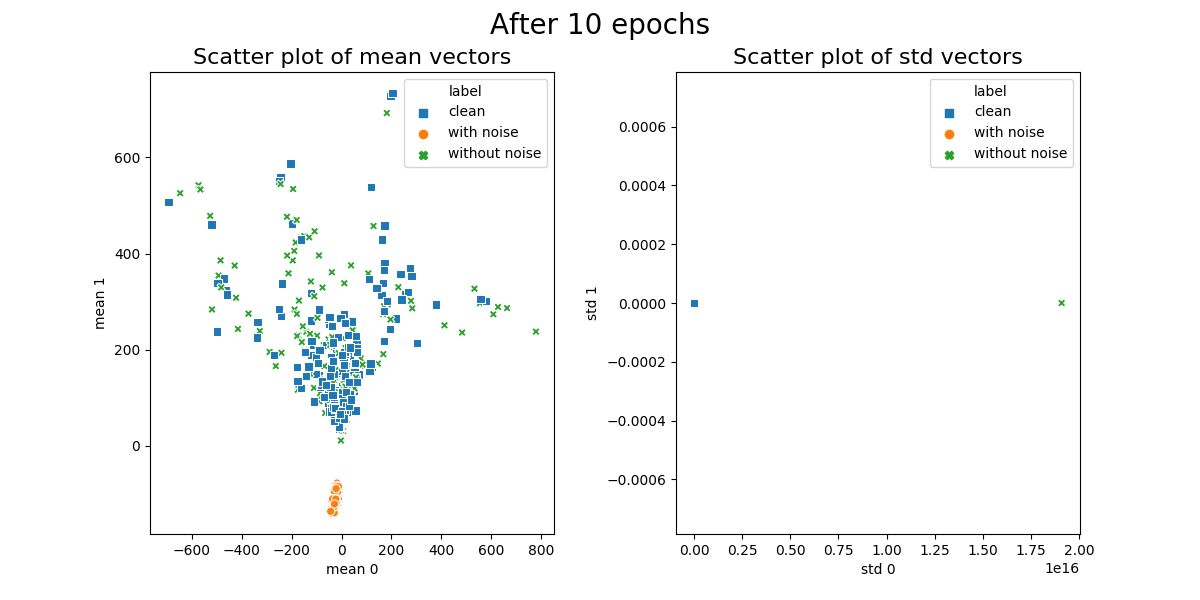 After 10 epochs
Scatter plot of mean vectors
label
clean
with noise
without noise
600
400
200
0
mean 1
−600
−400
−200
0
200
400
600
800
mean 0
Scatter plot of std vectors
label
clean
with noise
without noise
0.0006
0.0004
0.0002
0.0000
−0.0002
−0.0004
−0.0006
std 1
0.00
0.25
0.50
0.75
1.00
1.25
1.50
1.75
2.00
1e16
std 0